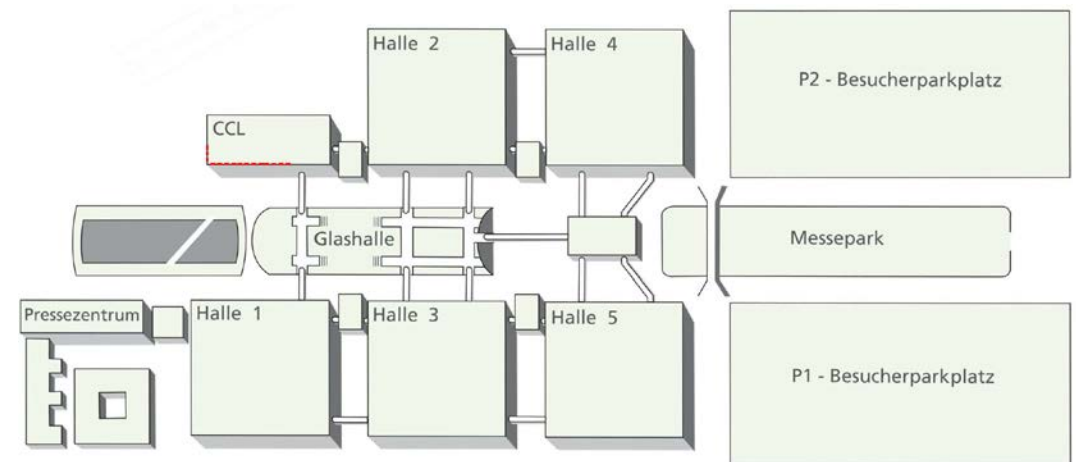 Halle 2
Halle 4
P2 - Besucherparkplatz
CCL
Glashalle
Messepark
Pressezentrum
Halle 1
Halle 3
Halle 5
P1 - Besucherparkplatz